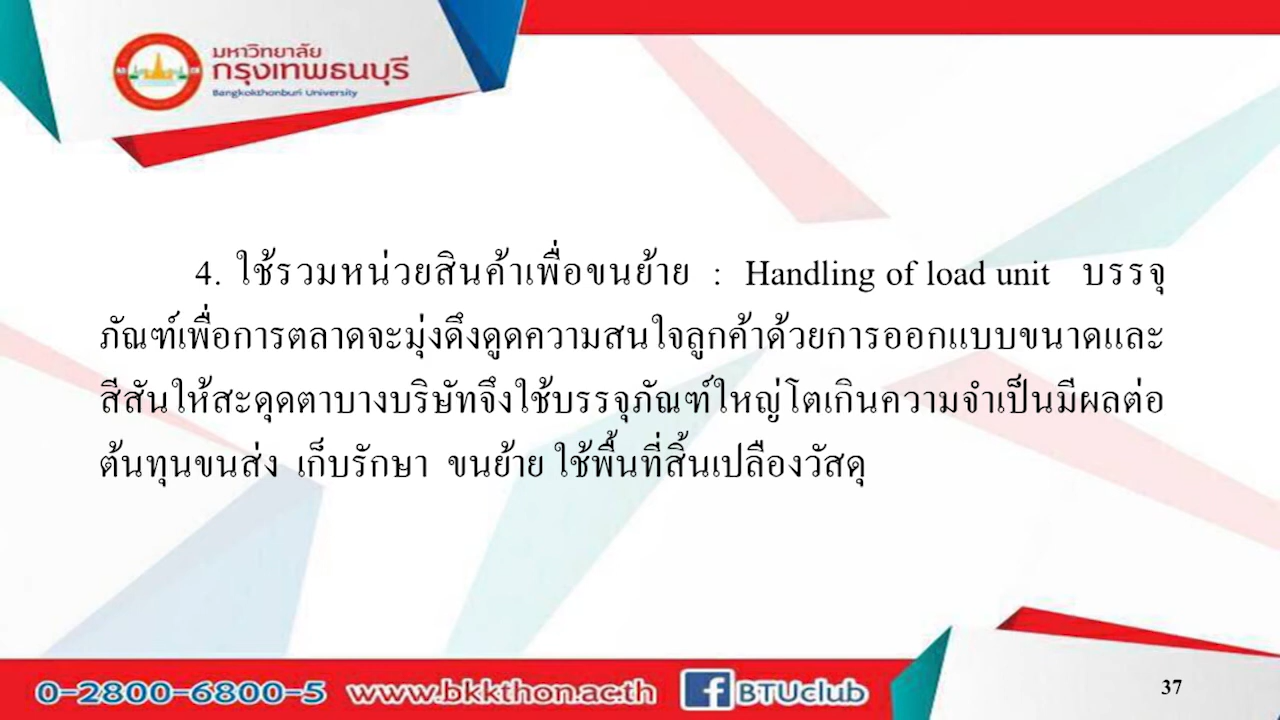 มหาวิทยาลัย
กรุงเทพธนบุรี
Bangkokthonburi University
4. ใช้รวมหน่วยสินค้าเพื่อขนย้าย : Handling of load unit บรรจุ
ภัณฑ์เพื่อการตลาดจะมุ่งดึงดูดความสนใจลูกค้าด้วยการออกแบบขนาดและ
สีสันให้สะดุดตาบางบริษัทจึงใช้บรรจุภัณฑ์ใหญ่โตเกินความจำเป็นมีผลต่อ
ต้นทุนขนส่ง เก็บรักษา ขนย้าย ใช้พื้นที่สิ้นเปลืองวัสดุ
0-2800-6800-5 www.bkkthon.ac.th f BTUclub 37